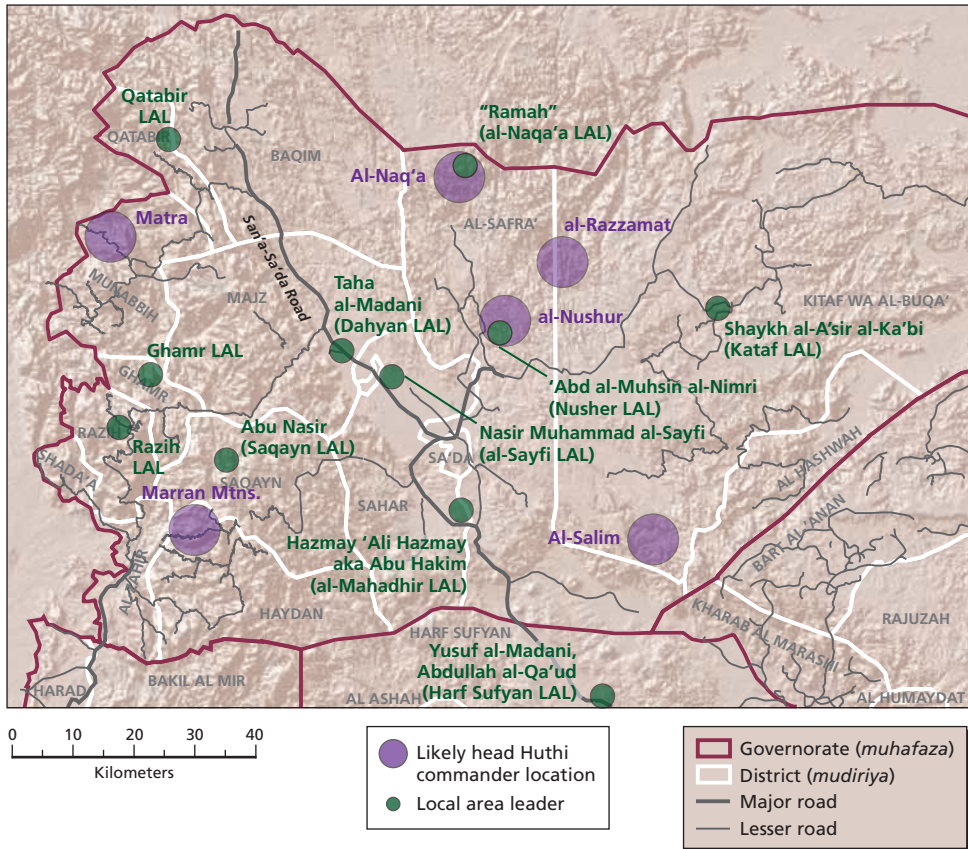 Qatabir
LAL
QATABIR
BAQIM
"Ramah"
(al-Naqa'a LAL)
Al-Naq'a
AL-SAFRA'
al-Razzamat
Matra
San'a-Sa'da Road
MUNABBIH
MAJZ
Taha
al-Madani
(Dahyan LAL)
al-Nushur
KITAF WA AL-BUQA'
Shaykh al-A'sir al-Ka'bi
(Kataf LAL)
Ghamr LAL
GHAMIR
'Abd al-Muhsin al-Nimri
(Nusher LAL)
Abu Nasir
(Saqayn LAL)
Nasir Muhammad al-Sayfi
(al-Sayfi LAL)
RAZIH
Razih
LAL
SHADA'A
SAQAYN
SA'DA
AL HASHWAH
Marran Mtns.
SAHAR
Al-Salim
BART AL 'ANAN
Hazmay 'Ali Hazmay
aka Abu Hakim
(al-Mahadhir LAL)
AL-ZAHIR
HAYDAN
HARF SUFYAN
KHARAB AL MARASHI
RAJUZAH
Yusuf al-Madani,
Abdullah al-Qa'ud
(Harf Sufyan LAL)
HARAD
BAKIL AL MIR
AL ASHAH
AL HUMAYDAT
0 10 20 30 40
Kilometers
Likely head Huthi
commander location
Local area leader
Governorate (muhafaza)
District (mudiriya)
Major road
Lesser road